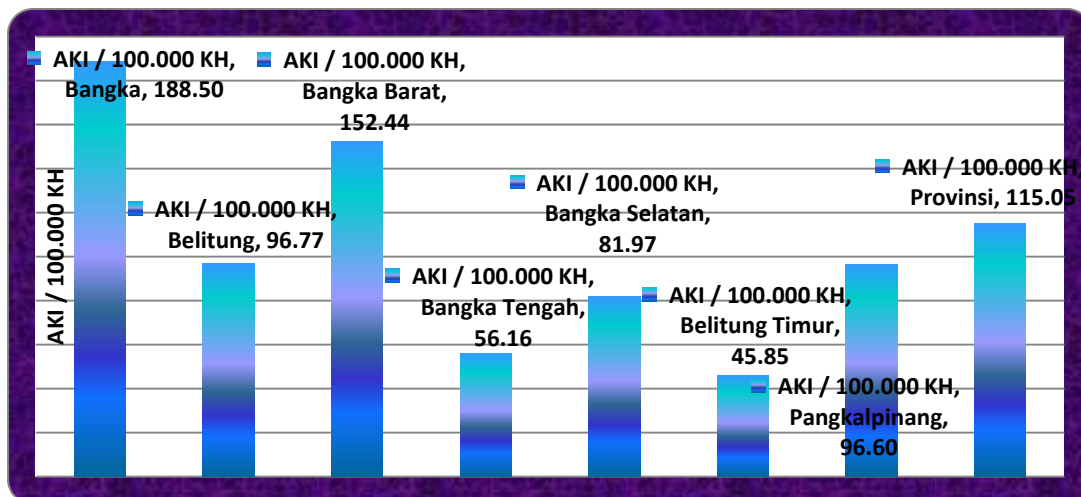 AKI / 100.000 KH
AKI / 100.000 KH,
Bangka, 188.50
AKI / 100.000 KH,
Belitung, 96.77
AKI / 100.000 KH,
Bangka Barat,
152.44
AKI / 100.000 KH,
Bangka Tengah,
56.16
AKI / 100.000 KH,
Bangka Selatan,
81.97
AKI / 100.000 KH,
Belitung Timur,
45.85
AKI / 100.000 KH,
Pangkalpinang,
96.60
AKI / 100.000 KH,
Provinsi, 115.05